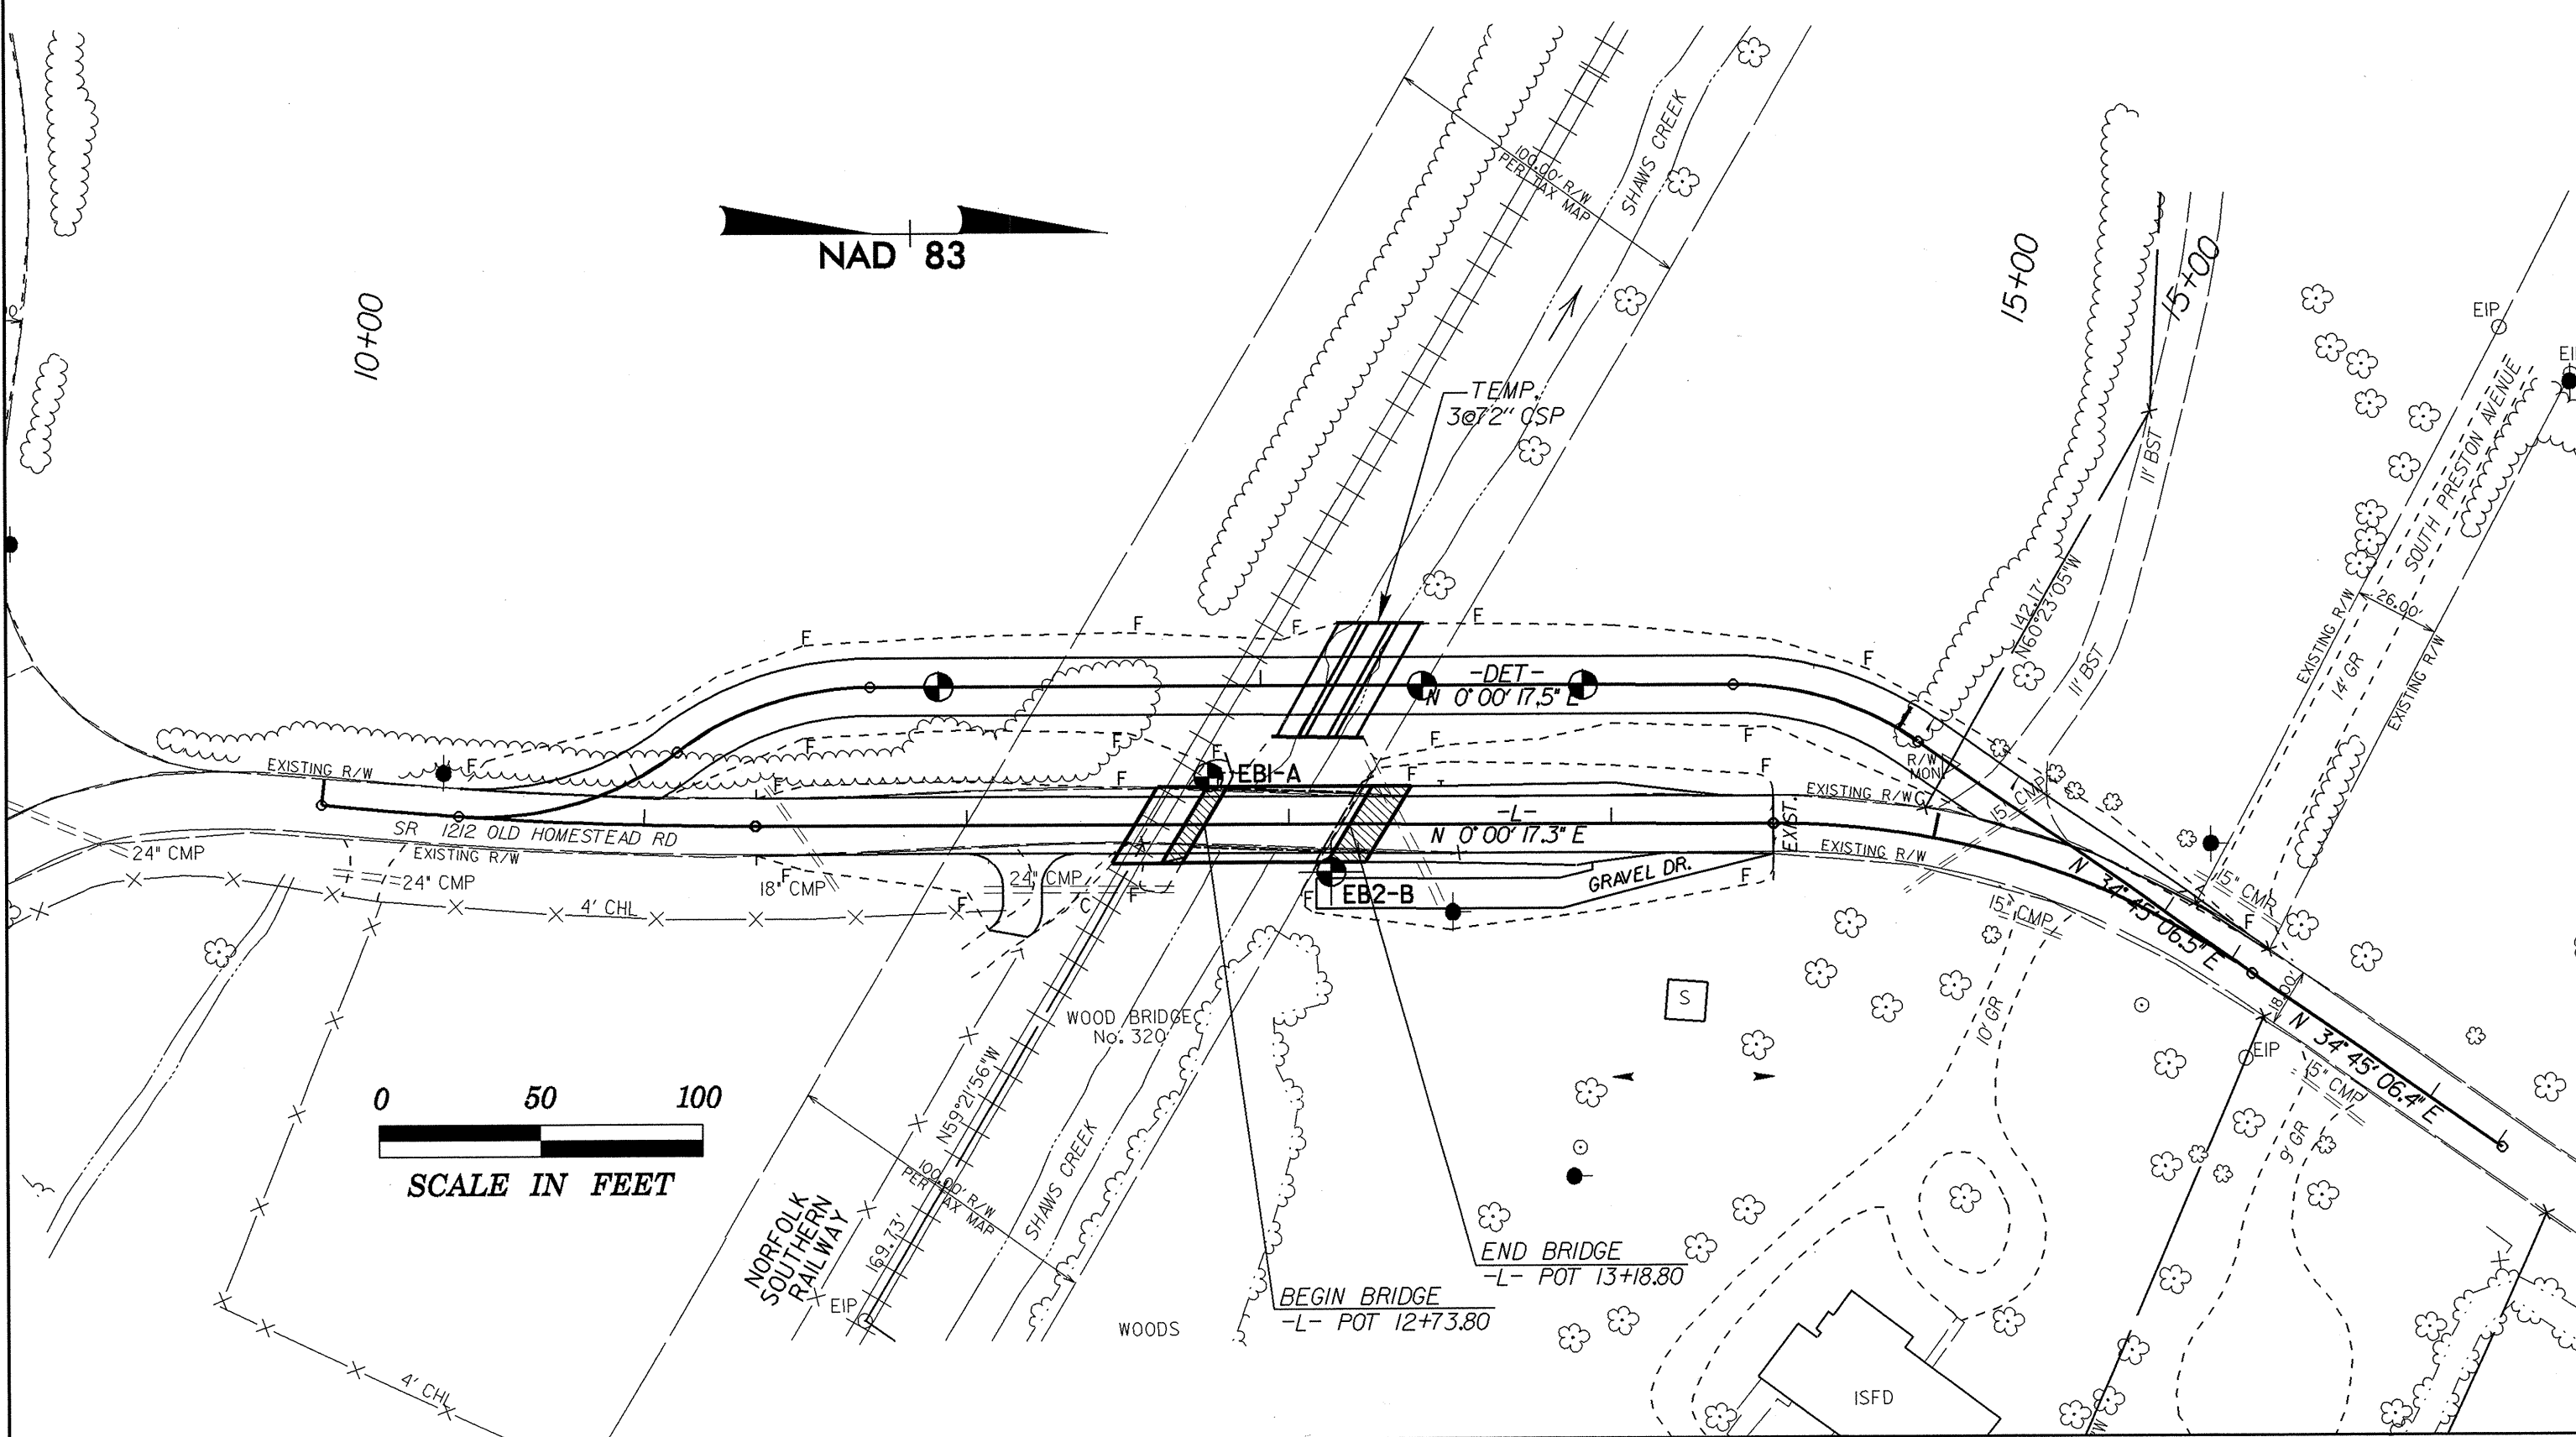 SHAWS CREEK
100.00' R/W
PER TAX MAP
NAD 83
10+00
15+00
15+00
EIP
SOUTH PRESTON AVENUE
TEMP.
3@72" CSP
11' BST
142.17'
N60°23'05"W
26.00'
EXISTING R/W
14' GR
EXISTING R/W
11' BST
F
F
F
F
F
-DET-
N 0° 00' 17.5" E
F
F
F
F
F
EXISTING R/W
F
EB1-A
F
F
F
F
R/W
MON
EXISTING R/W
C
15" CMP
SR 1212 OLD HOMESTEAD RD
EXISTING R/W
-L-
N 0° 00' 17.3" E
EXIST.
EXISTING R/W
24" CMP
24" CMP
18" CMP
F
24" CMP
F
C
F
F
EB2-B
GRAVEL DR.
F
4' CHL
15" CMP
15" CMP
F
N 34° 45' 06.5" E
18.00'
S
10' GR
WOOD BRIDGE
No. 320
N59°21'56"W
EIP
N 34° 45' 06.4" E
15" CMP
9' GR
0 50 100
SCALE IN FEET
100.00' R/W
PER TAX MAP
SHAWS CREEK
169.73'
NORFOLK
SOUTHERN
RAILWAY
EIP
END BRIDGE
-L- POT 13+18.80
BEGIN BRIDGE
-L- POT 12+73.80
WOODS
4' CHL
ISFD